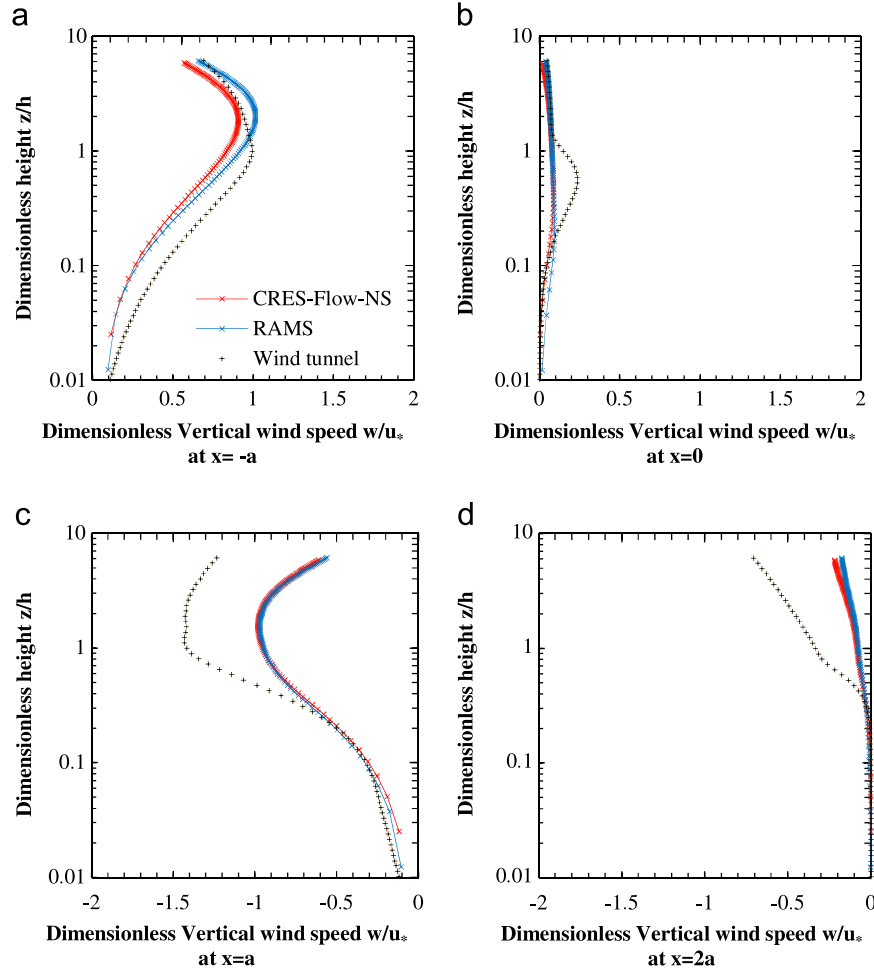 a
b
10
1
0.1
0.01
Dimensionless height z/h
CRES-Flow-NS
RAMS
Wind tunnel
0 0.5 1 1.5 2
Dimensionless Vertical wind speed w/u*
at x= -a
10
1
0.1
0.01
Dimensionless height z/h
0 0.5 1 1.5 2
Dimensionless Vertical wind speed w/u*
at x=0
c
d
10
1
0.1
0.01
Dimensionless height z/h
-2 -1.5 -1 -0.5 0
Dimensionless Vertical wind speed w/u*
at x=a
10
1
0.1
0.01
Dimensionless height z/h
-2 -1.5 -1 -0.5 0
Dimensionless Vertical wind speed w/u*
at x=2a